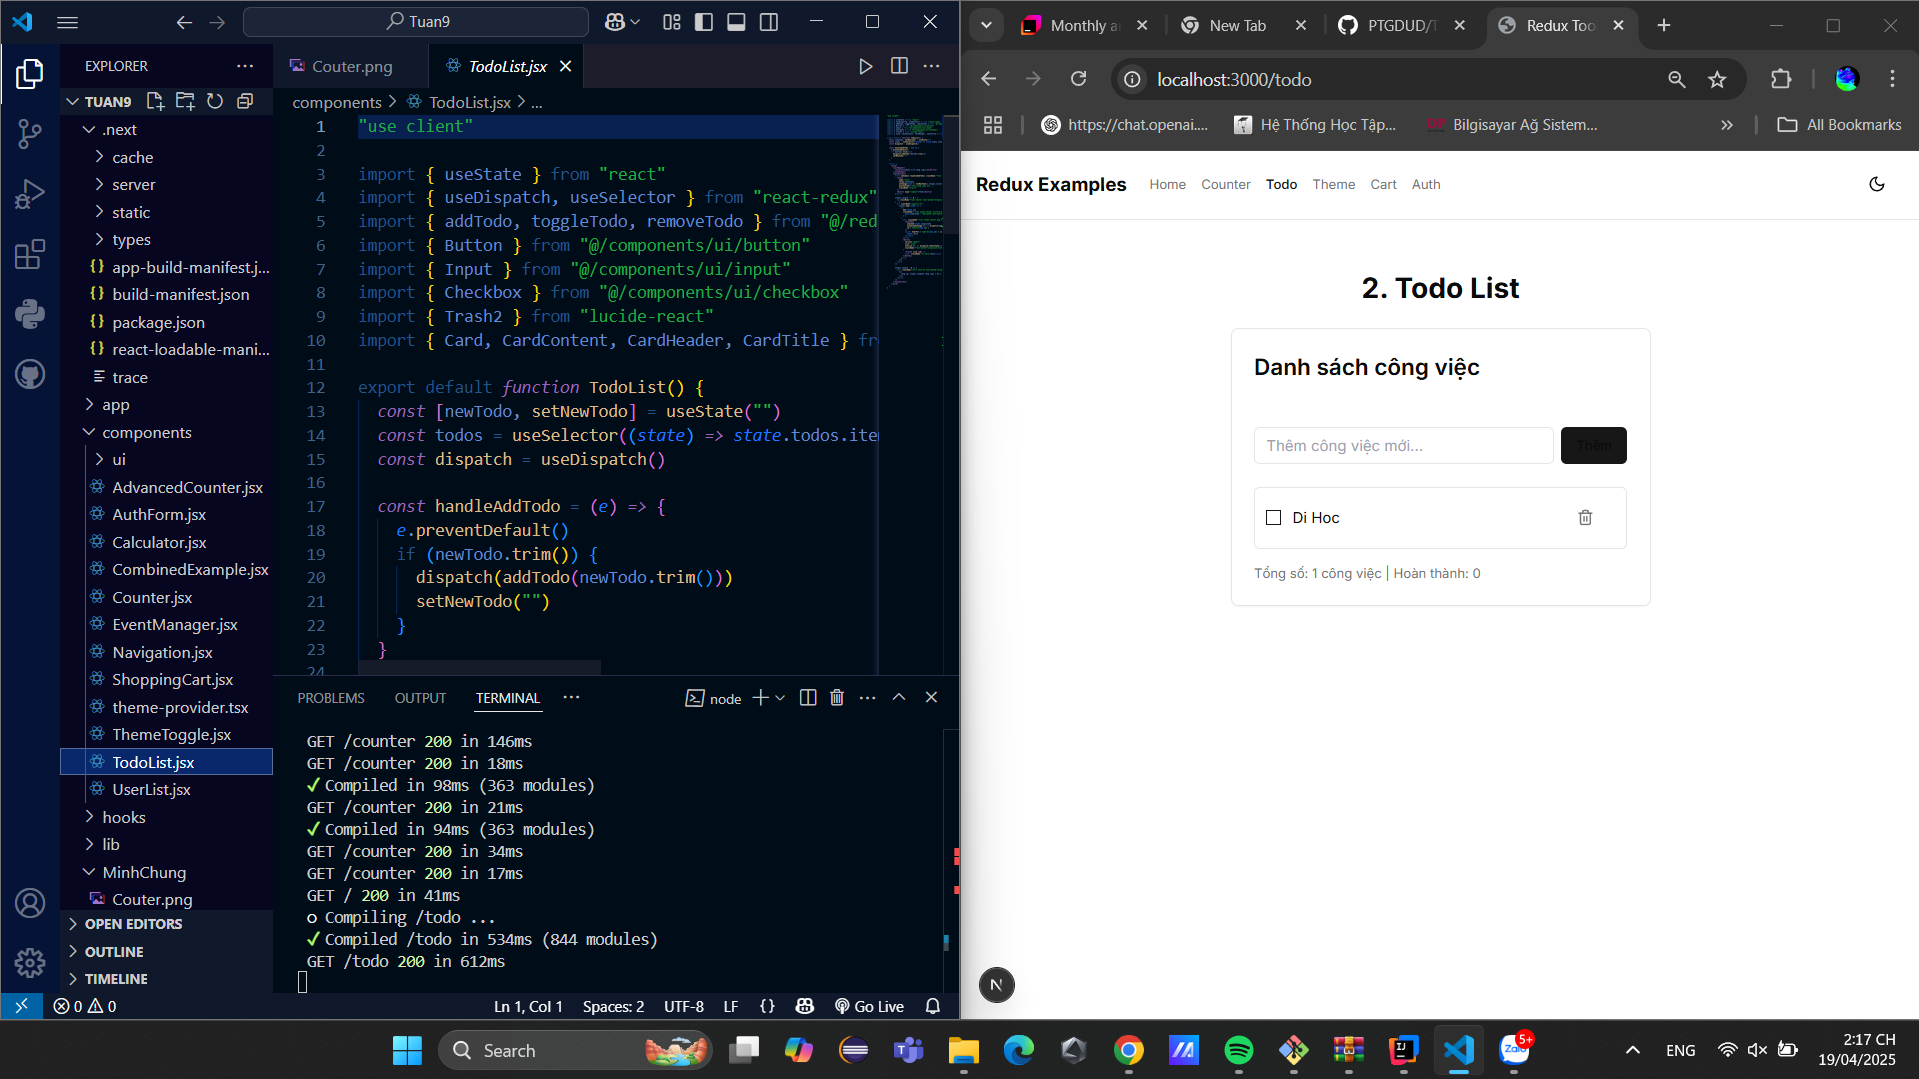 Tuan9
EXPLORER
TUAN9
.next
cache
server
static
types
app-build-manifest.j...
build-manifest.json
package.json
react-loadable-mani...
trace
app
components
ui
AdvancedCounter.jsx
AuthForm.jsx
Calculator.jsx
CombinedExample.jsx
Counter.jsx
EventManager.jsx
Navigation.jsx
ShoppingCart.jsx
theme-provider.tsx
ThemeToggle.jsx
TodoList.jsx
UserList.jsx
hooks
lib
MinhChung
Couter.png
OPEN EDITORS
OUTLINE
TIMELINE
Couter.png
TodoList.jsx
components > TodoList.jsx > ...
1 "use client"
2
3 import { useState } from "react"
4 import { useDispatch, useSelector } from "react-redux"
5 import { addTodo, toggleTodo, removeTodo } from "@/red
6 import { Button } from "@/components/ui/button"
7 import { Input } from "@/components/ui/input"
8 import { Checkbox } from "@/components/ui/checkbox"
9 import { Trash2 } from "lucide-react"
10 import { Card, CardContent, CardHeader, CardTitle } fr
11
12 export default function TodoList() {
13 const [newTodo, setNewTodo] = useState("")
14 const todos = useSelector((state) => state.todos.ite
15 const dispatch = useDispatch()
16
17 const handleAddTodo = (e) => {
18 e.preventDefault()
19 if (newTodo.trim()) {
20 dispatch(addTodo(newTodo.trim()))
21 setNewTodo("")
22 }
23 }
24
PROBLEMS OUTPUT TERMINAL ... node
GET /counter 200 in 146ms
GET /counter 200 in 18ms
✓ Compiled in 98ms (363 modules)
GET /counter 200 in 21ms
✓ Compiled in 94ms (363 modules)
GET /counter 200 in 34ms
GET /counter 200 in 17ms
GET / 200 in 41ms
○ Compiling /todo ...
✓ Compiled /todo in 534ms (844 modules)
GET /todo 200 in 612ms
0 0 Ln 1, Col 1 Spaces: 2 UTF-8 LF {} Go Live
Monthly a
New Tab
PTGDUD/T
Redux Too
localhost:3000/todo
https://chat.openai....
Hệ Thống Học Tập...
Bilgisayar Ağ Sistem...
All Bookmarks
Redux Examples Home Counter Todo Theme Cart Auth
2. Todo List
Danh sách công việc
Thêm công việc mới... Thêm
Di Hoc
Tổng số: 1 công việc | Hoàn thành: 0
N
Search
5+
Zalo
ENG
2:17 CH
19/04/2025